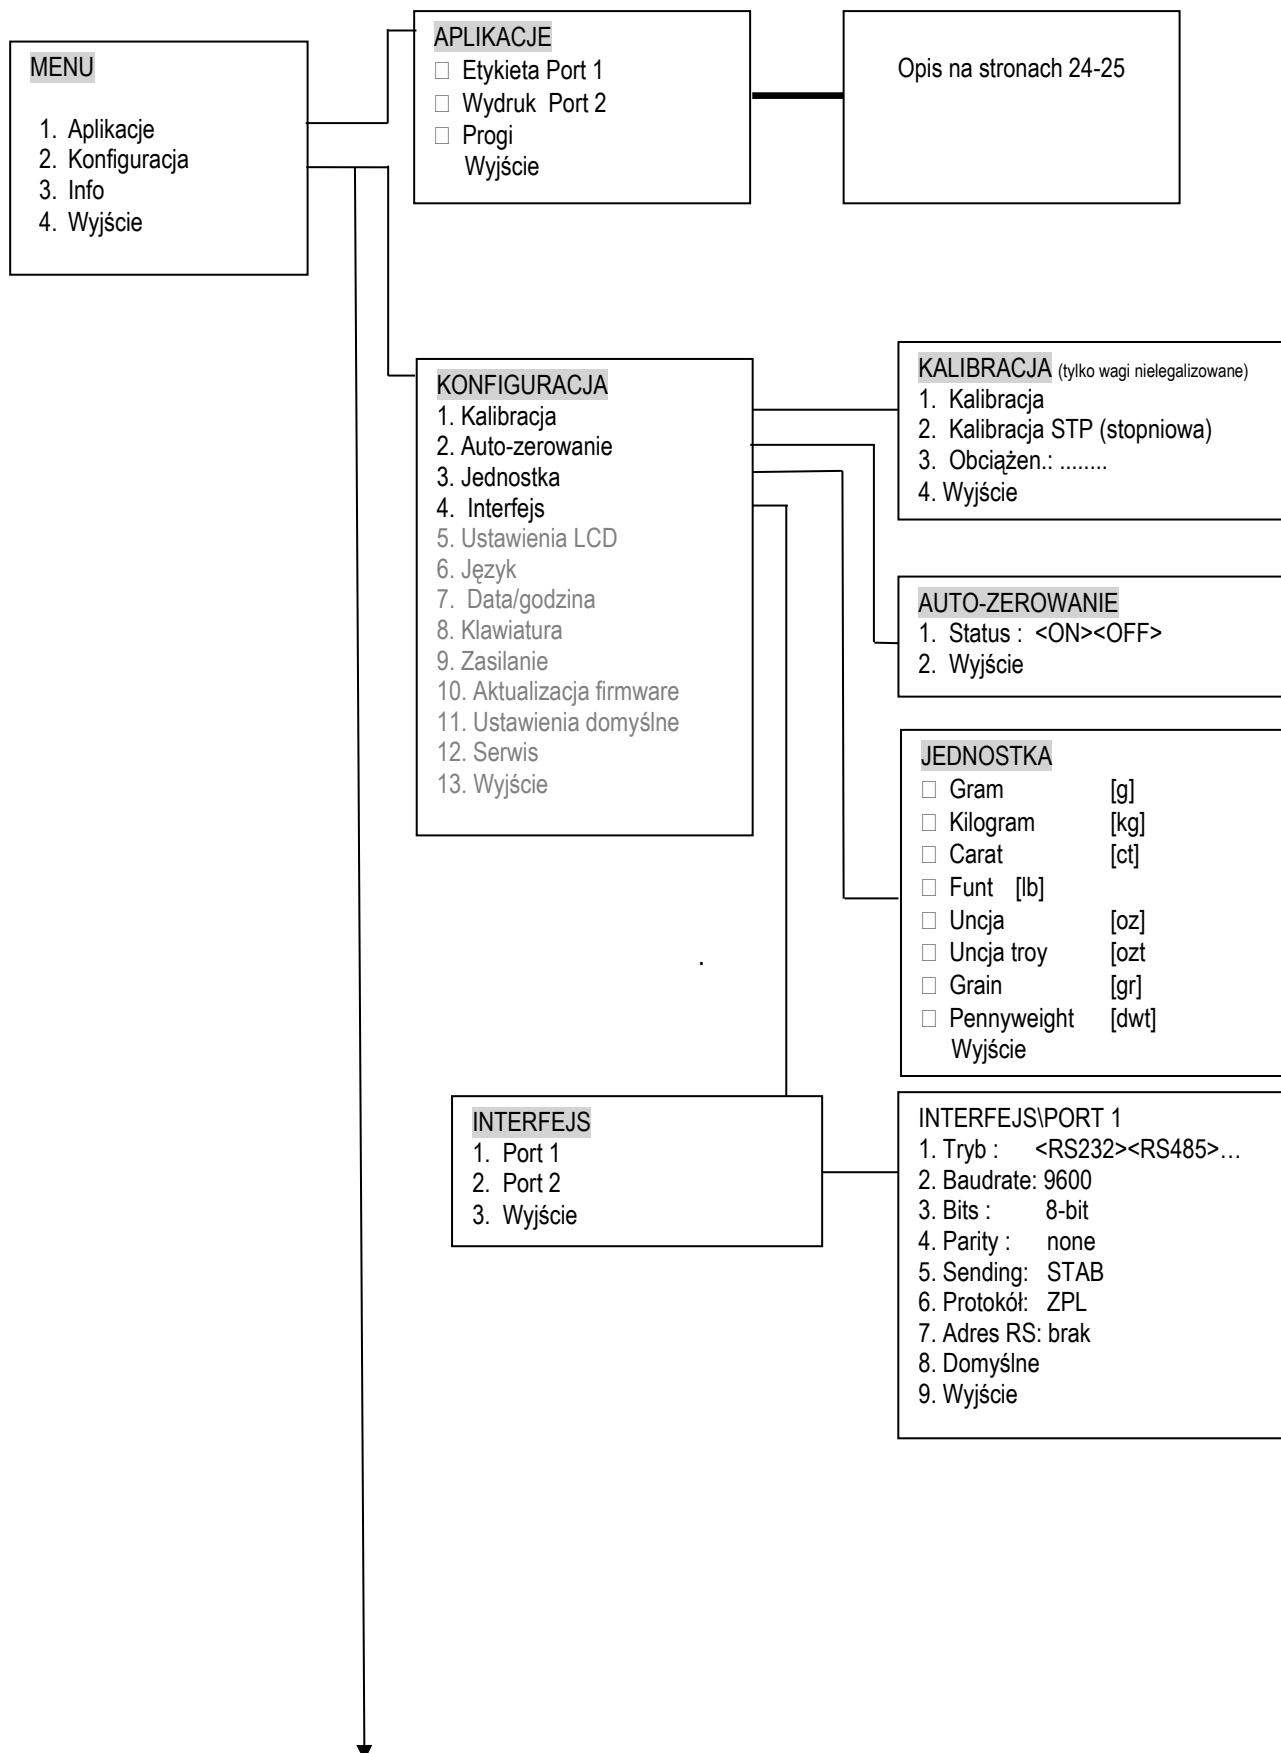 MENU
1. Aplikacje
2. Konfiguracja
3. Info
4. Wyjście
APLIKACJE
□ Etykieta Port 1
□ Wydruk Port 2
□ Progi
Wyjście
Opis na stronach 24-25
KONFIGURACJA
1. Kalibracja
2. Auto-zerowanie
3. Jednostka
4. Interfejs
5. Ustawienia LCD
6. Język
7. Data/godzina
8. Klawiatura
9. Zasilanie
10. Aktualizacja firmware
11. Ustawienia domyślne
12. Serwis
13. Wyjście
KALIBRACJA (tylko wagi nielegalizowane)
1. Kalibracja
2. Kalibracja STP (stopniowa)
3. Obciążen.: ........
4. Wyjście
AUTO-ZEROWANIE
1. Status : <ON><OFF>
2. Wyjście
JEDNOSTKA
□ Gram [g]
□ Kilogram [kg]
□ Carat [ct]
□ Funt [lb]
□ Uncja [oz]
□ Uncja troy [ozt
□ Grain [gr]
□ Pennyweight [dwt]
Wyjście
.
INTERFEJS
1. Port 1
2. Port 2
3. Wyjście
INTERFEJS\PORT 1
1. Tryb : <RS232><RS485>…
2. Baudrate: 9600
3. Bits : 8-bit
4. Parity : none
5. Sending: STAB
6. Protokół: ZPL
7. Adres RS: brak
8. Domyślne
9. Wyjście